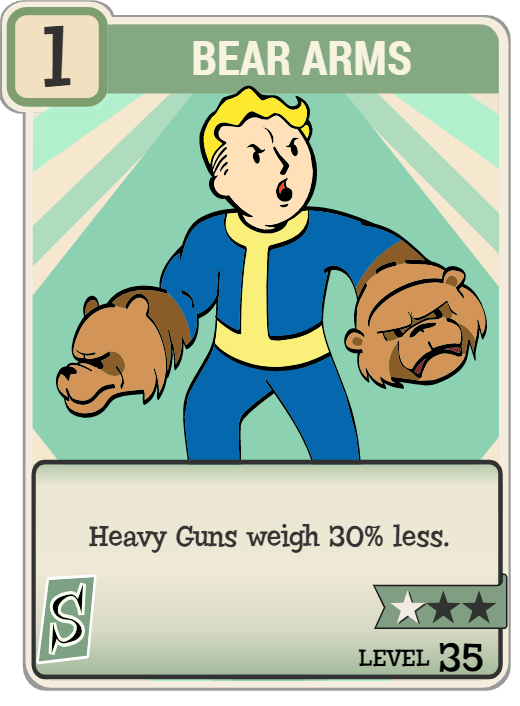 1
BEAR ARMS
Heavy Guns weigh 30% less.
S
LEVEL 35